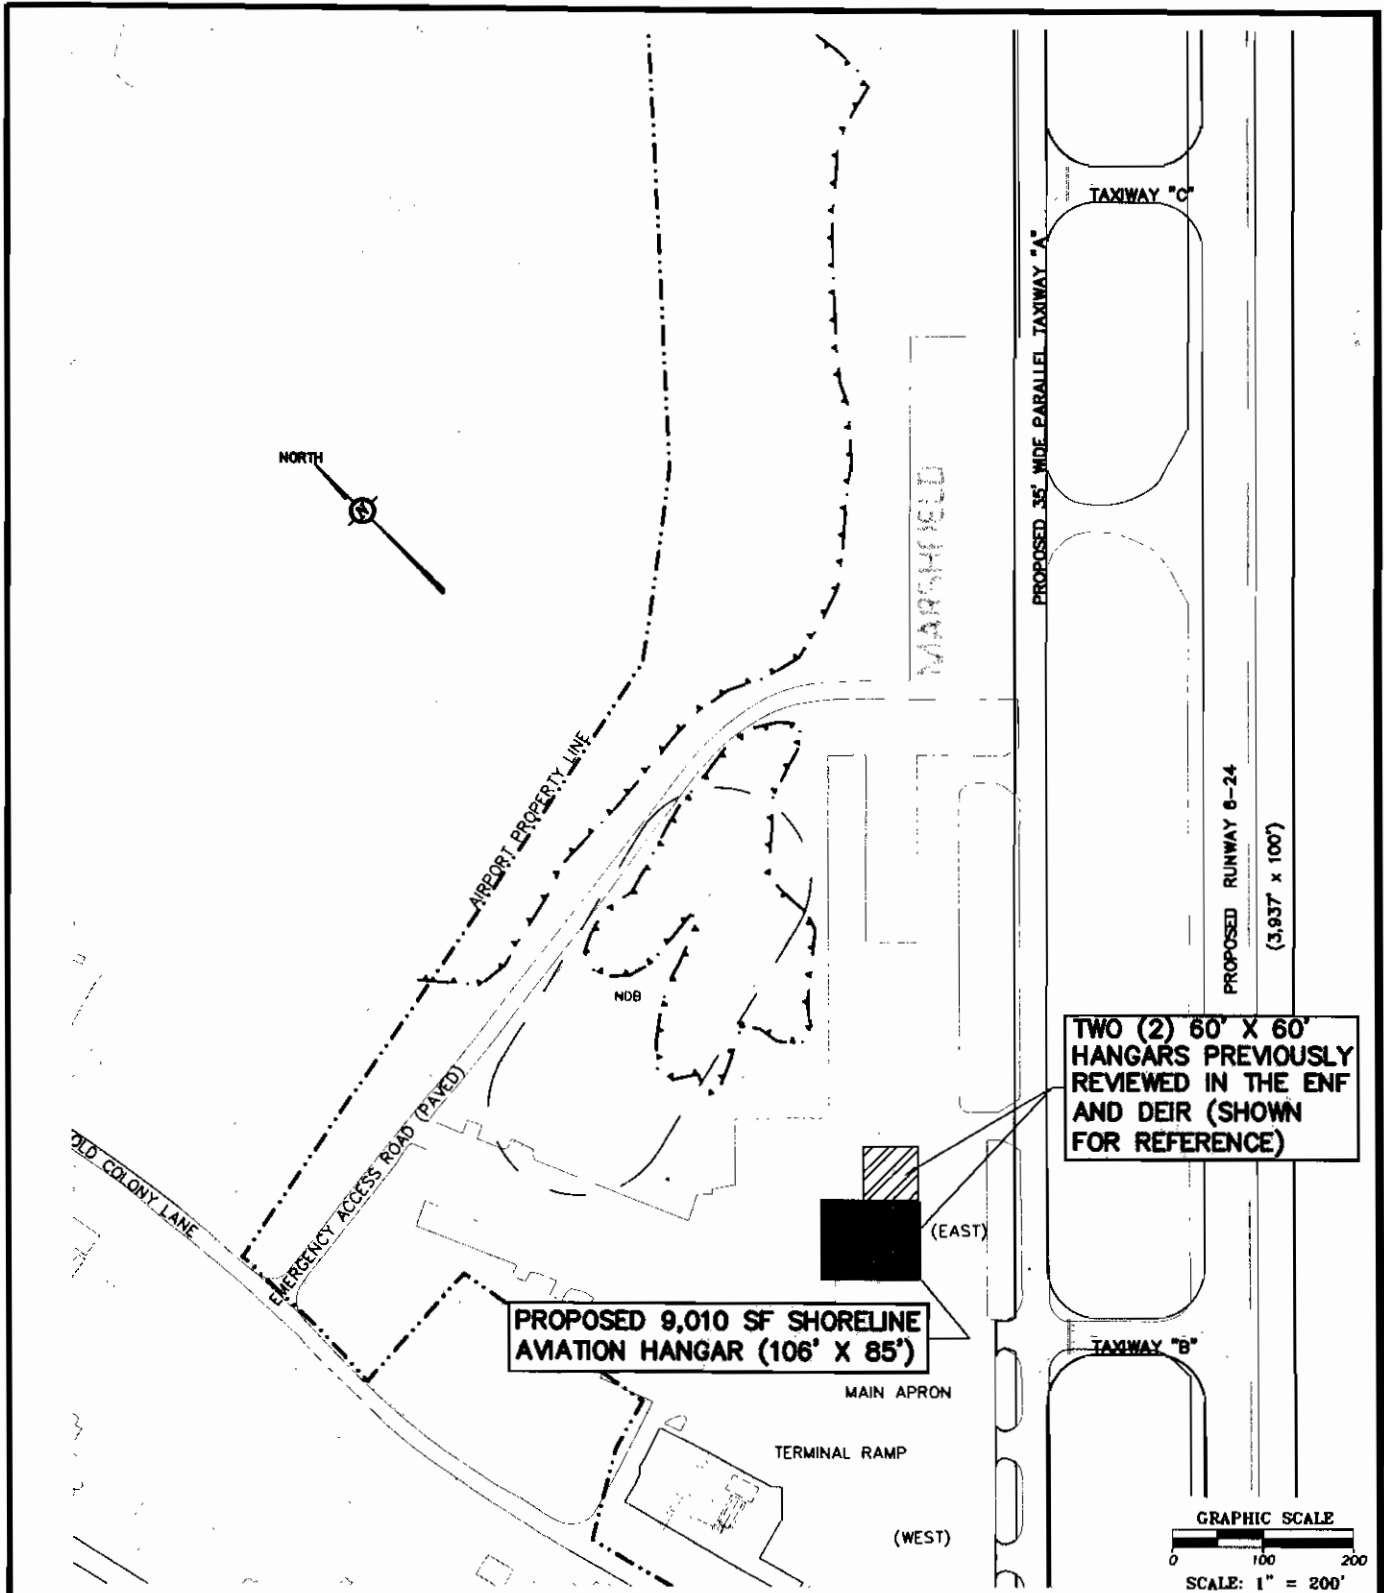 TAXIWAY "C"
PROPOSED 35' WIDE PARALLEL TAXIWAY "A"
NORTH
MARSHFIELD
AIRPORT PROPERTY LINE
PROPOSED RUNWAY 6-24
(3,937' x 100')
NDB
TWO (2) 60' X 60'
HANGARS PREVIOUSLY
REVIEWED IN THE ENF
AND DEIR (SHOWN
FOR REFERENCE)
OLD COLONY LANE
EMERGENCY ACCESS ROAD (PAVED)
(EAST)
PROPOSED 9,010 SF SHORELINE
AVIATION HANGAR (106' X 85')
TAXIWAY "B"
MAIN APRON
TERMINAL RAMP
(WEST)
GRAPHIC SCALE
0 100 200
SCALE: 1" = 200'